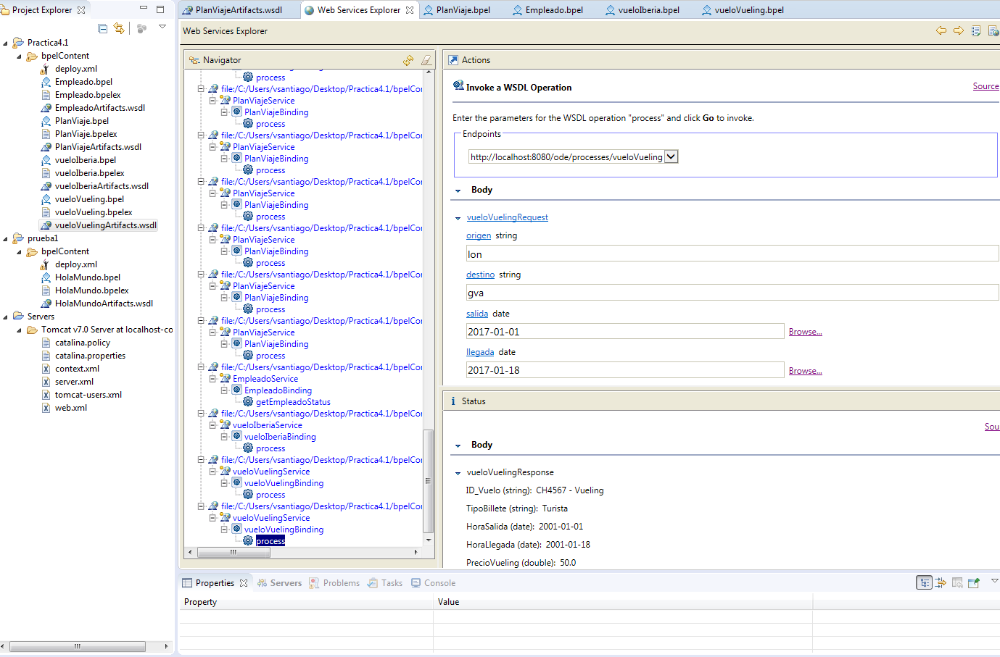 Project Explorer
Practica4.1
bpelContent
deploy.xml
Empleado.bpel
Empleado.bpelex
EmpleadoArtifacts.wsdl
PlanViaje.bpel
PlanViaje.bpelex
PlanViajeArtifacts.wsdl
vueloIberia.bpel
vueloIberia.bpelex
vueloIberiaArtifacts.wsdl
vueloVueling.bpel
vueloVueling.bpelex
vueloVuelingArtifacts.wsdl
prueba1
bpelContent
deploy.xml
HolaMundo.bpel
HolaMundo.bpelex
HolaMundoArtifacts.wsdl
Servers
Tomcat v7.0 Server at localhost-co
catalina.policy
catalina.properties
context.xml
server.xml
tomcat-users.xml
web.xml
PlanViajeArtifacts.wsdl
Web Services Explorer
PlanViaje.bpel
Empleado.bpel
vueloIberia.bpel
vueloVueling.bpel
Web Services Explorer
Navigator
process
file:/C:/Users/vsantiago/Desktop/Practica4.1/bpelCor
PlanViajeService
PlanViajeBinding
process
file:/C:/Users/vsantiago/Desktop/Practica4.1/bpelCor
PlanViajeService
PlanViajeBinding
process
file:/C:/Users/vsantiago/Desktop/Practica4.1/bpelCor
PlanViajeService
PlanViajeBinding
process
file:/C:/Users/vsantiago/Desktop/Practica4.1/bpelCor
PlanViajeService
PlanViajeBinding
process
file:/C:/Users/vsantiago/Desktop/Practica4.1/bpelCor
PlanViajeService
PlanViajeBinding
process
file:/C:/Users/vsantiago/Desktop/Practica4.1/bpelCor
PlanViajeService
PlanViajeBinding
process
file:/C:/Users/vsantiago/Desktop/Practica4.1/bpelCor
EmpleadoService
EmpleadoBinding
getEmpleadoStatus
file:/C:/Users/vsantiago/Desktop/Practica4.1/bpelCor
vueloIberiaService
vueloIberiaBinding
process
file:/C:/Users/vsantiago/Desktop/Practica4.1/bpelCor
vueloVuelingService
vueloVuelingBinding
process
file:/C:/Users/vsantiago/Desktop/Practica4.1/bpelCor
vueloVuelingService
vueloVuelingBinding
process
Actions
Invoke a WSDL Operation
Source
Enter the parameters for the WSDL operation "process" and click Go to invoke.
Endpoints
http://localhost:8080/ode/processes/vueloVueling
Body
vueloVuelingRequest
origen string
lon
destino string
gva
salida date
2017-01-01 Browse...
llegada date
2017-01-18 Browse...
Status
Sou
Body
vueloVuelingResponse
ID_Vuelo (string): CH4567 - Vueling
TipoBillete (string): Turista
HoraSalida (date): 2001-01-01
HoraLlegada (date): 2001-01-18
PrecioVueling (double): 50.0
Properties
Servers
Problems
Tasks
Console
Property Value